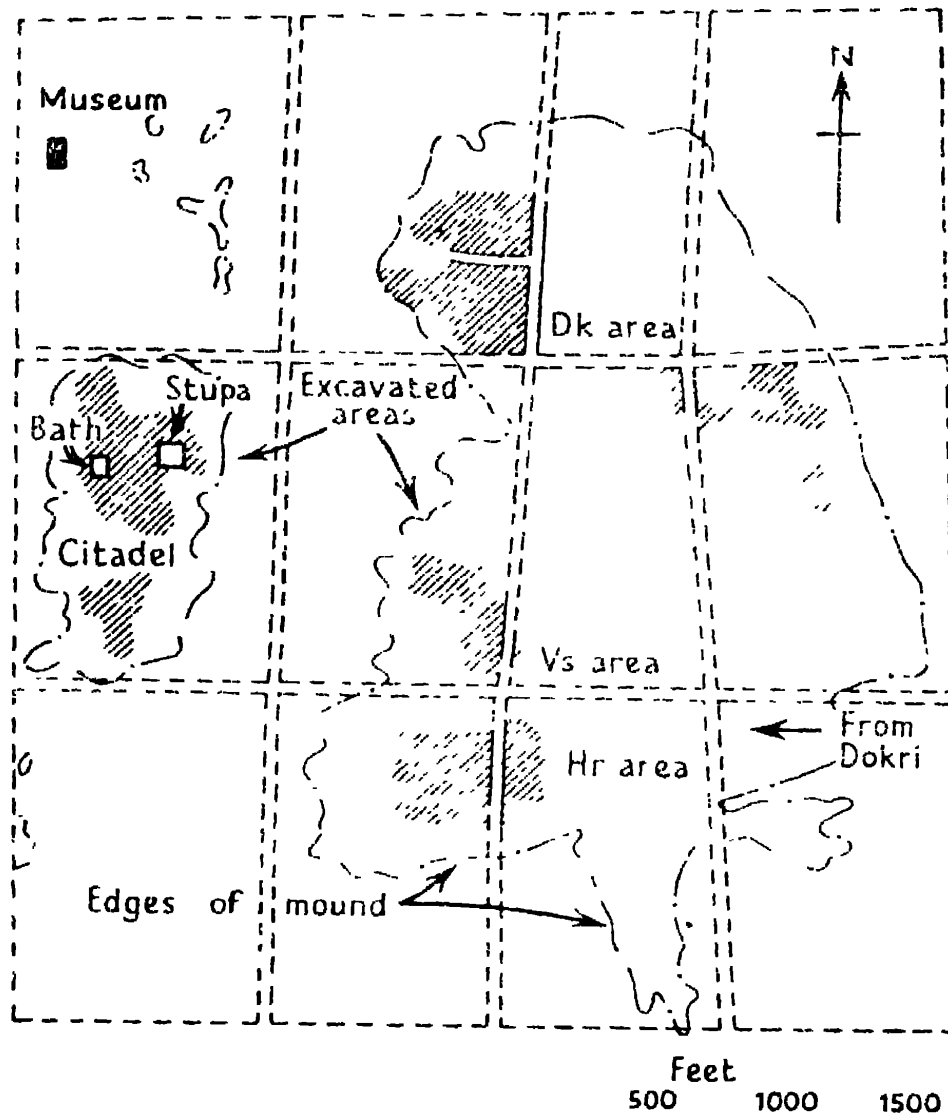 N
Museum
Dk area
Stupa
Excavated
areas
Bath
Citadel
Vs area
From
Dokri
Hr area
Edges of mound
Feet
500 1000 1500